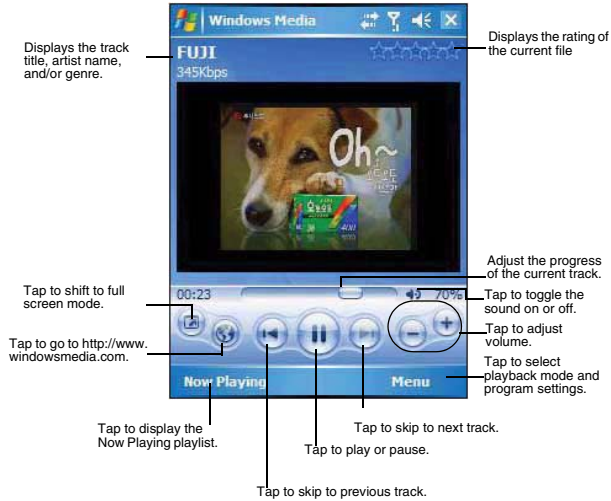 Windows Media
Displays the track
title, artist name,
and/or genre.
Displays the rating of
the current file
FUJI
345Kbps
Oh~
400
Adjust the progress
of the current track.
00:23
70%
Tap to shift to full
screen mode.
Tap to toggle the
sound on or off.
Tap to go to http://www.
windowsmedia.com.
Tap to adjust
volume.
Tap to select
playback mode and
program settings.
Now Playing
Menu
Tap to display the
Now Playing playlist.
Tap to skip to next track.
Tap to play or pause.
Tap to skip to previous track.